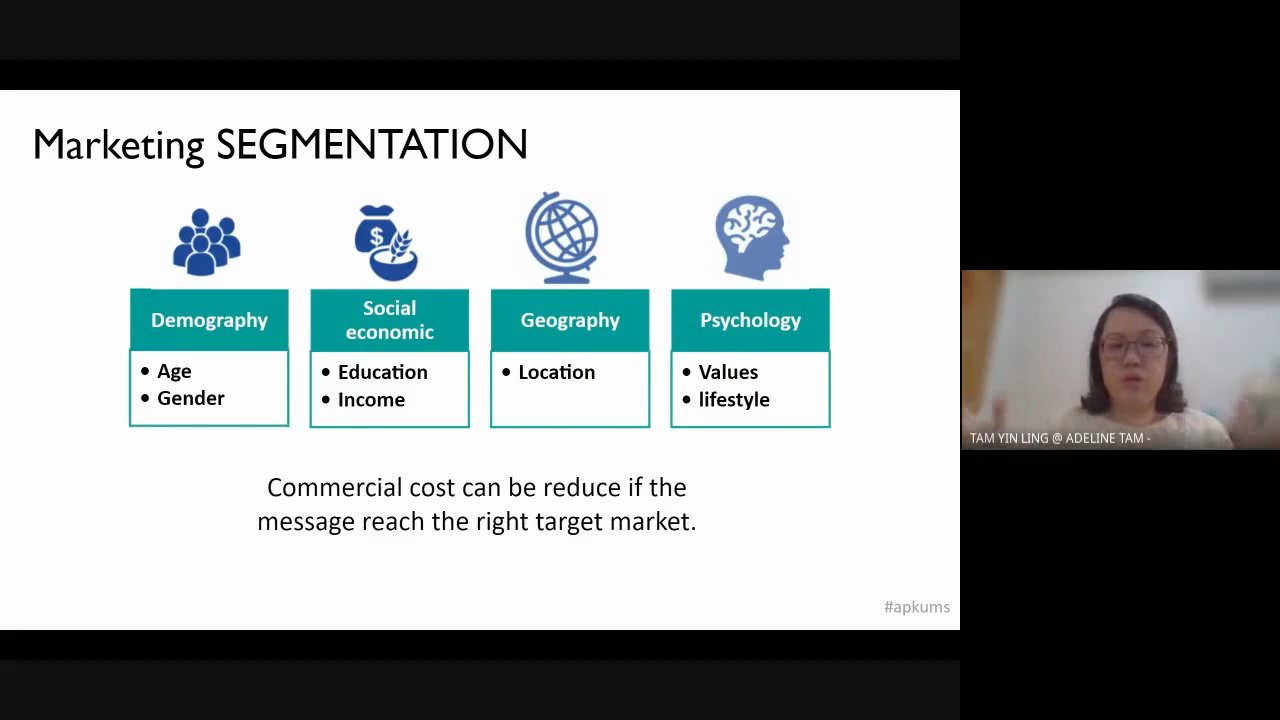 Marketing SEGMENTATION
$
Demography
Social
economic
Geography
Psychology
• Age
• Gender
• Education
• Income
• Location
• Values
• lifestyle
Commercial cost can be reduce if the
message reach the right target market.
#apkums
TAM YIN LING @ ADELINE TAM -